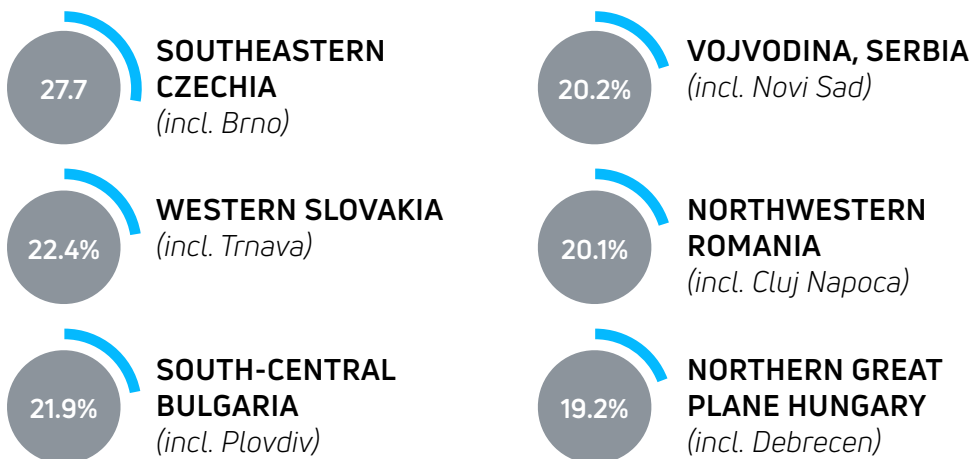 27.7
SOUTHEASTERN
CZECHIA
(incl. Brno)
22.4%
WESTERN SLOVAKIA
(incl. Trnava)
21.9%
SOUTH-CENTRAL
BULGARIA
(incl. Plovdiv)
20.2%
VOJVODINA, SERBIA
(incl. Novi Sad)
20.1%
NORTHWESTERN
ROMANIA
(incl. Cluj Napoca)
19.2%
NORTHERN GREAT
PLANE HUNGARY
(incl. Debrecen)